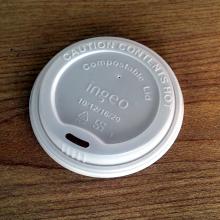 CAUTION CONTENTS HOT
Compostable Lid
ingeo
10/12/16/20